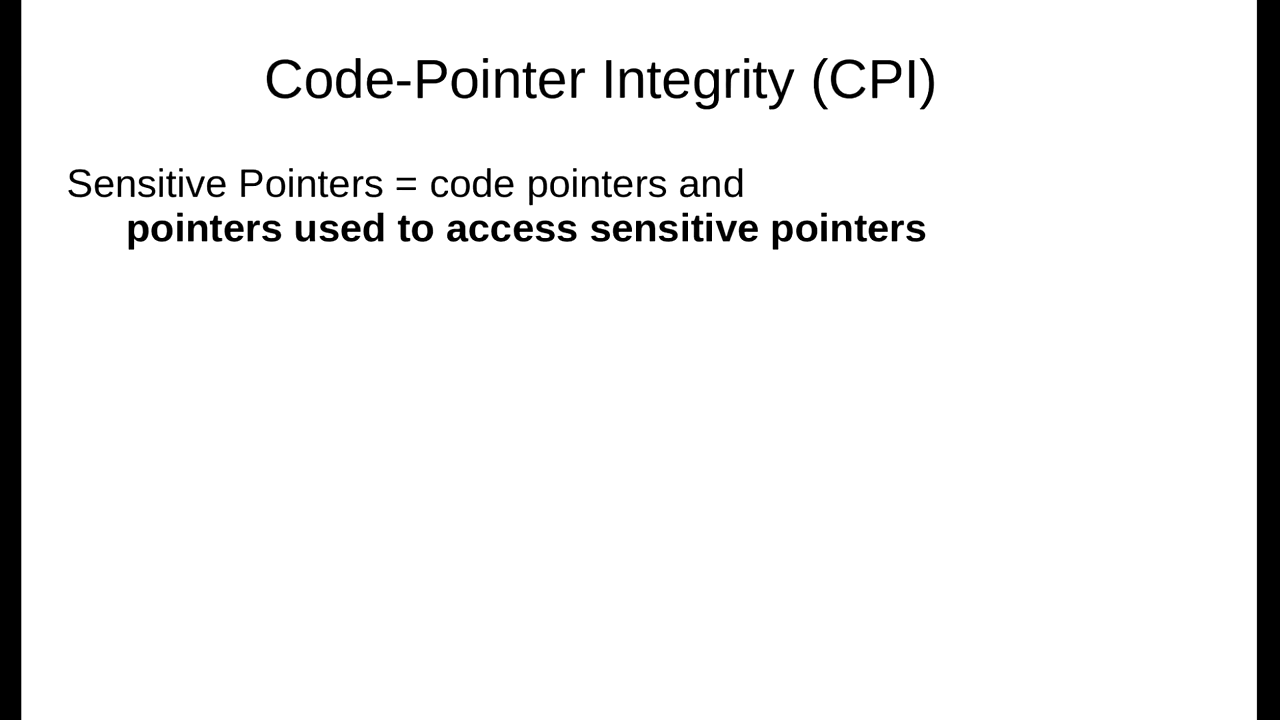 Code-Pointer Integrity (CPI)
Sensitive Pointers = code pointers and
pointers used to access sensitive pointers